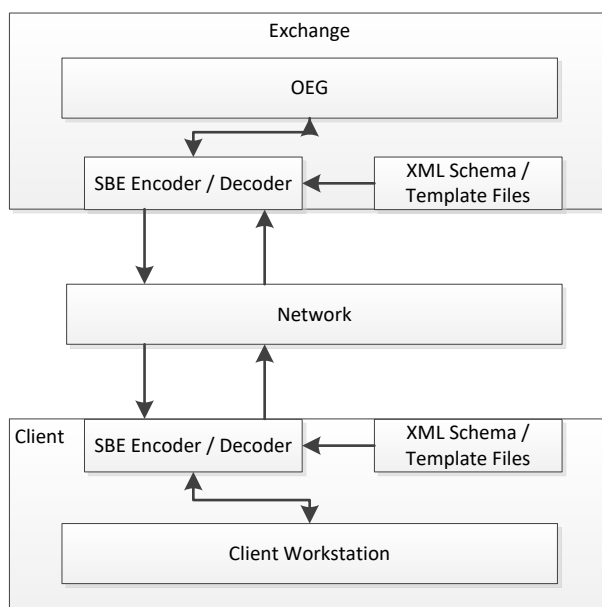 Exchange
OEG
SBE Encoder / Decoder
XML Schema /
Template Files
Network
Client
SBE Encoder / Decoder
XML Schema /
Template Files
Client Workstation